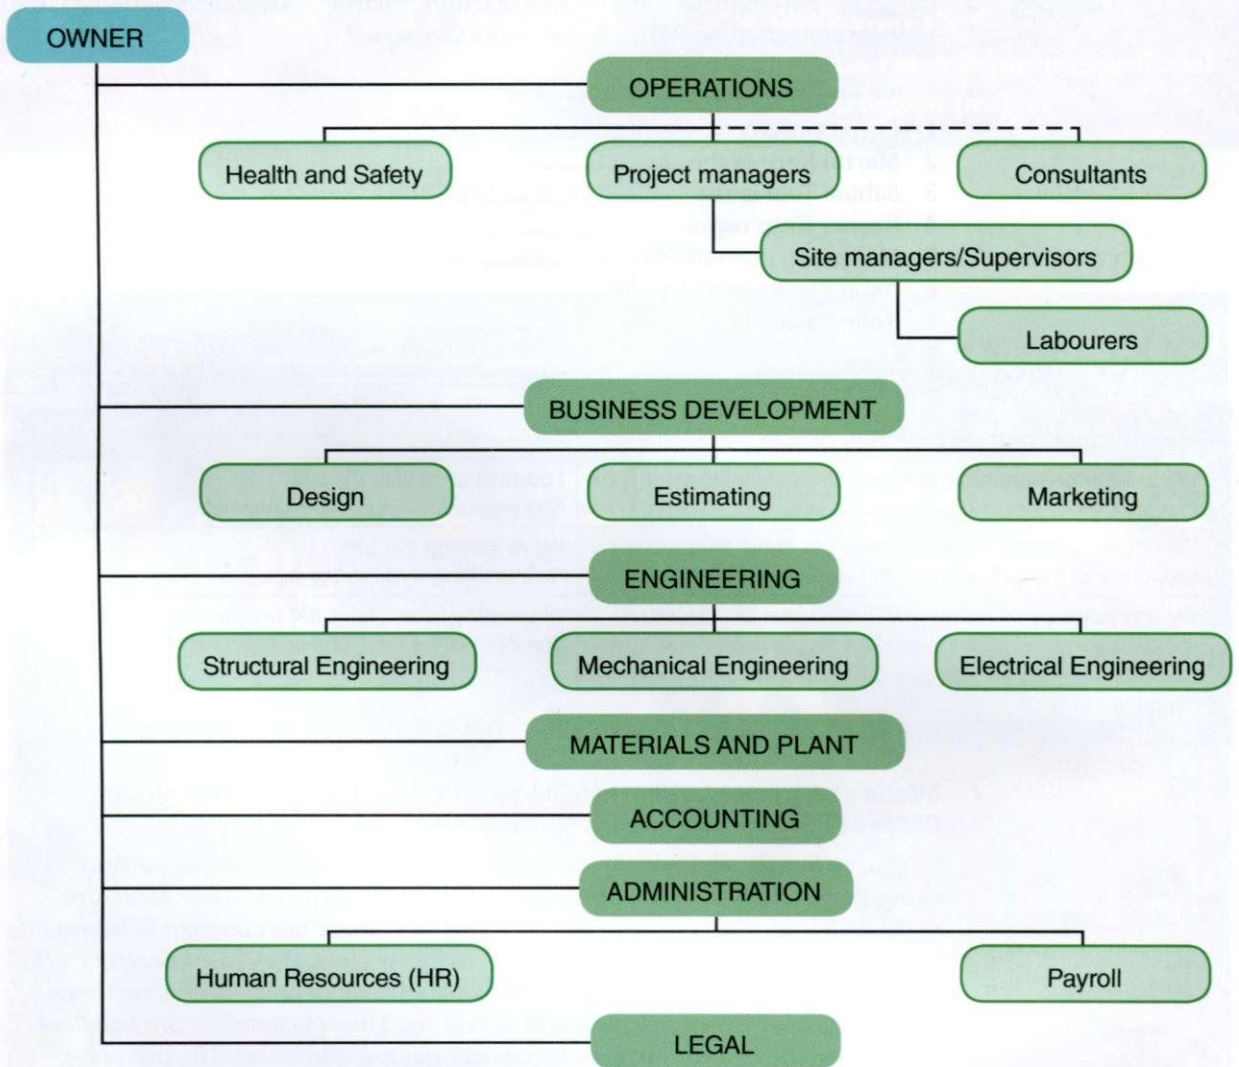 OWNER
OPERATIONS
Health and Safety
Project managers
Consultants
Site managers/Supervisors
Labourers
BUSINESS DEVELOPMENT
Design
Estimating
Marketing
ENGINEERING
Structural Engineering
Mechanical Engineering
Electrical Engineering
MATERIALS AND PLANT
ACCOUNTING
ADMINISTRATION
Human Resources (HR)
Payroll
LEGAL